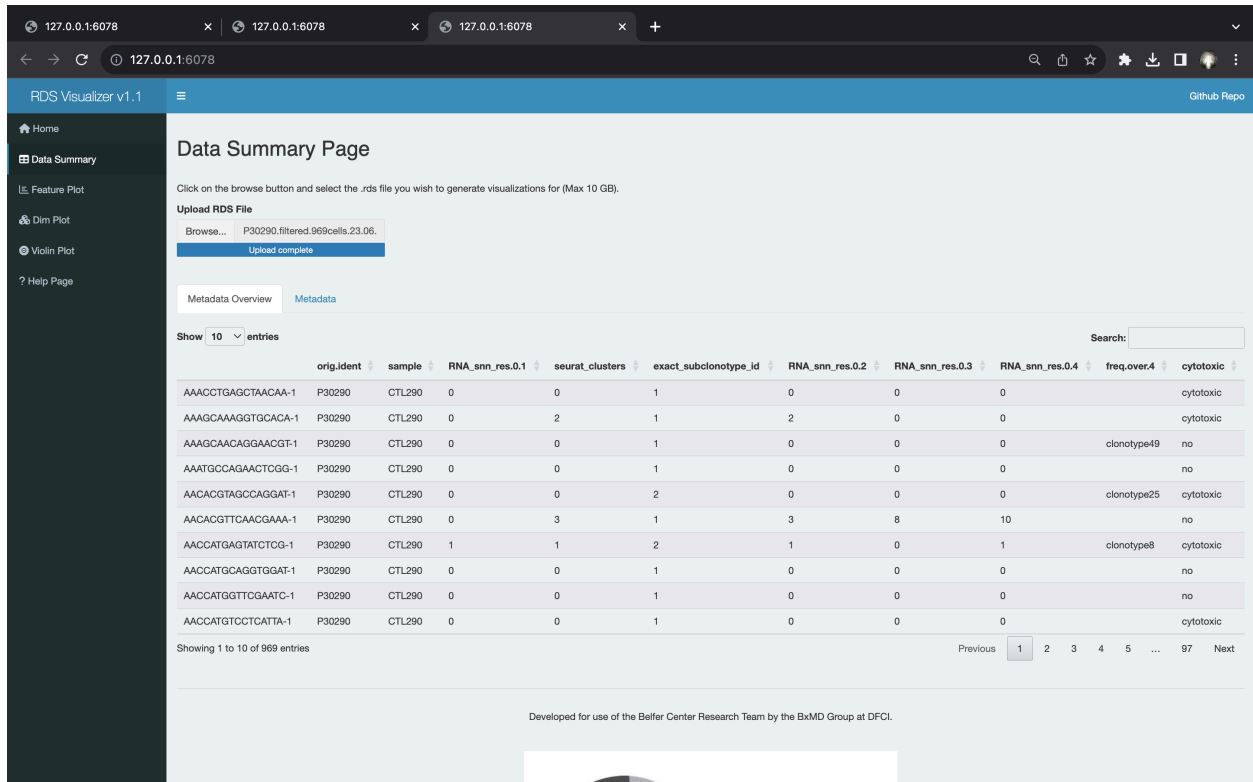 127.0.0.1:6078 127.0.0.1:6078 127.0.0.1:6078
127.0.0.1:6078
RDS Visualizer v1.1 Github Repo
Home
Data Summary
Feature Plot
Dim Plot
Violin Plot
? Help Page
Data Summary Page
Click on the browse button and select the .rds file you wish to generate visualizations for (Max 10 GB).
Upload RDS File
Browse... P30290.filtered.969cells.23.06.
Upload complete
Metadata Overview Metadata
Show 10 entries Search:
orig.ident sample RNA_snn_res.0.1 seurat_clusters exact_subclonotype_id RNA_snn_res.0.2 RNA_snn_res.0.3 RNA_snn_res.0.4 freq.over.4 cytotoxic
AAACCTGAGCTAACAA-1 P30290 CTL290 0 0 1 0 0 0 cytotoxic
AAAGCAAAGGTGCACA-1 P30290 CTL290 0 2 1 2 0 0 cytotoxic
AAAGCAACAGGAACGT-1 P30290 CTL290 0 0 1 0 0 0 clonotype49 no
AAATGCCAGAACTCGG-1 P30290 CTL290 0 0 1 0 0 0 no
AACACGTAGCCAGGAT-1 P30290 CTL290 0 0 2 0 0 0 clonotype25 cytotoxic
AACACGTTCAACGAAA-1 P30290 CTL290 0 3 1 3 8 10 no
AACCATGAGTATCTCG-1 P30290 CTL290 1 1 2 1 0 1 clonotype8 cytotoxic
AACCATGCAGGTGGAT-1 P30290 CTL290 0 0 1 0 0 0 no
AACCATGGTTCGAATC-1 P30290 CTL290 0 0 1 0 0 0 no
AACCATGTCCTCATTA-1 P30290 CTL290 0 0 1 0 0 0 cytotoxic
Showing 1 to 10 of 969 entries Previous 1 2 3 4 5 ... 97 Next
Developed for use of the Belfer Center Research Team by the BxMD Group at DFCI.